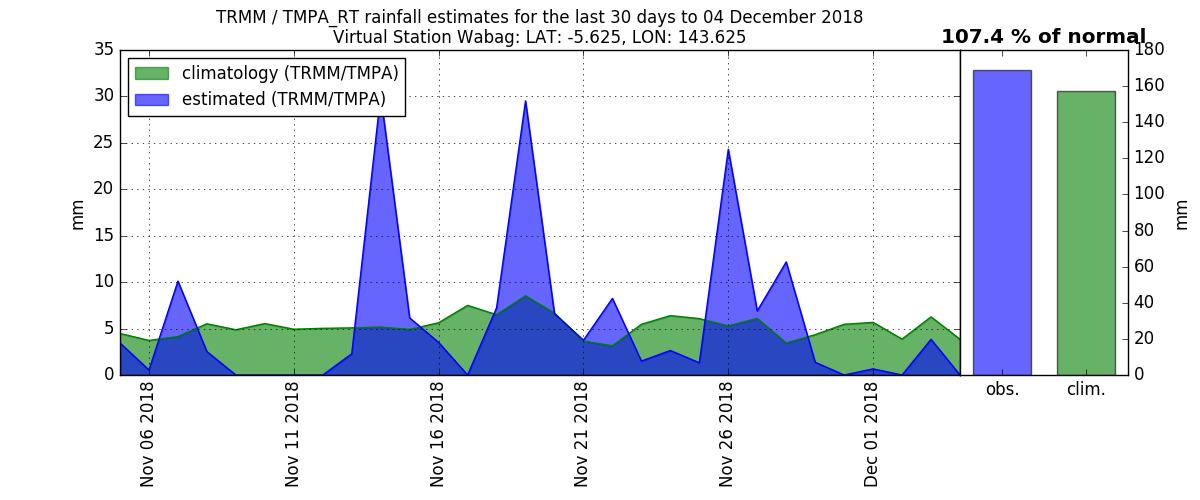 TRMM / TMPA_RT rainfall estimates for the last 30 days to 04 December 2018
Virtual Station Wabag: LAT: -5.625, LON: 143.625
107.4 % of normal
climatology (TRMM/TMPA)
estimated (TRMM/TMPA)
35
30
25
20
15
10
5
0
mm
Nov 06 2018
Nov 11 2018
Nov 16 2018
Nov 21 2018
Nov 26 2018
Dec 01 2018
obs.
clim.
180
160
140
120
100
80
60
40
20
0
mm